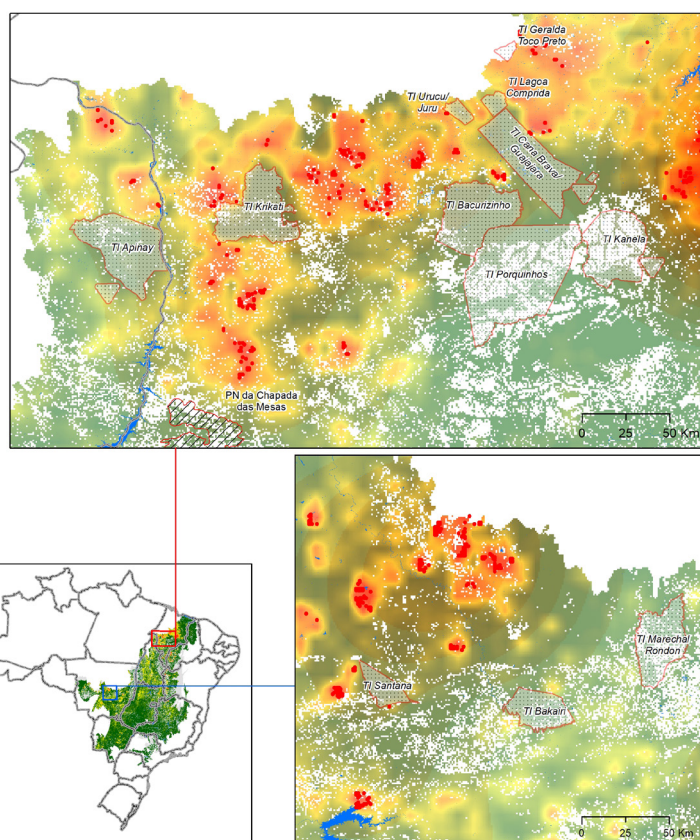 TI Geralda
Toco Preto
TI Lagoa
Comprida
TI Urucu/
Juru
TI Cana Brava/
Guajajara
TI Krikati
TI Bacurizinho
TI Apinay
TI Kanela
TI Porquinhos
PN da Chapada
das Mesas
0 25 50 Km
TI Marechal
Rondon
TI Santana
TI Bakairi
0 25 50 Km